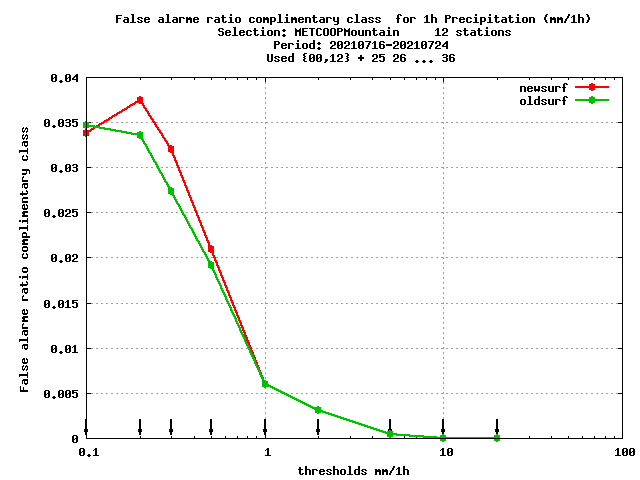 False alarme ratio complimentary class  for 1h Precipitation (mm/1h)
Selection: METCOOPMountain     12 stations
Period: 20210716-20210724
Used {00,12} + 25 26 ... 36
newsurf
oldsurf
False alarme ratio complimentary class
0.04
0.035
0.03
0.025
0.02
0.015
0.01
0.005
0
0.1
1
10
100
thresholds mm/1h